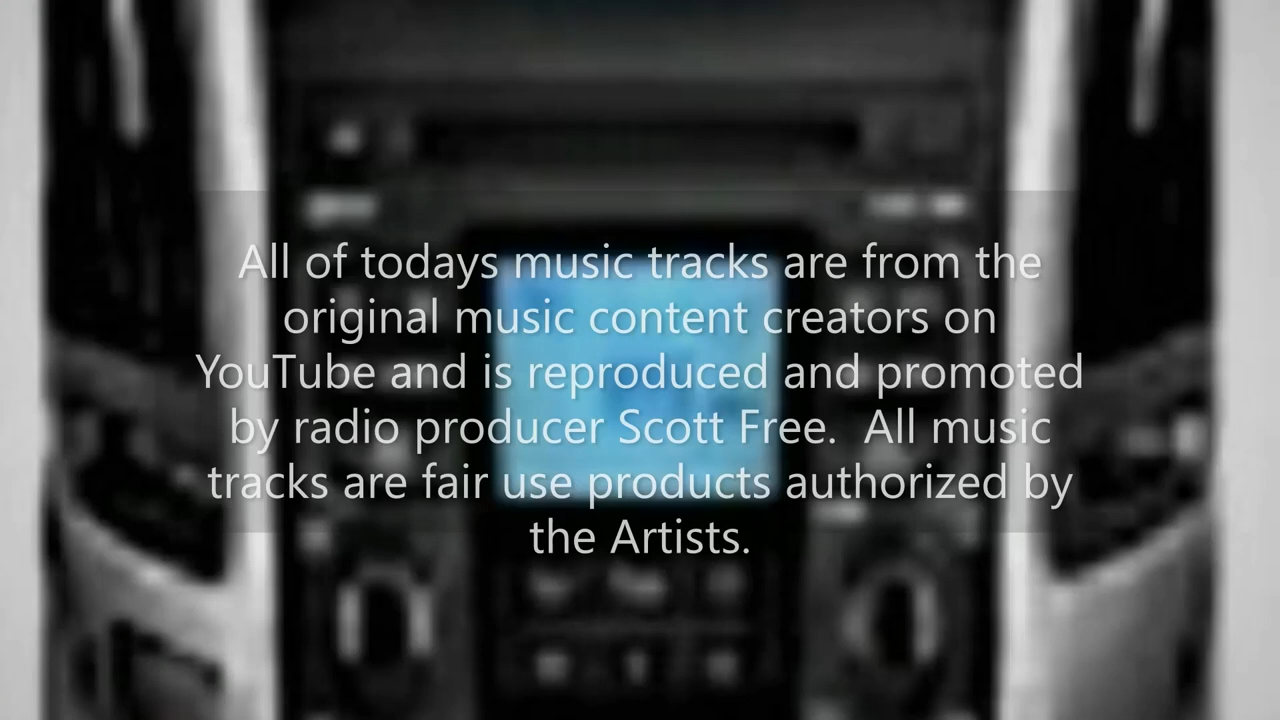 All of todays music tracks are from the
original music content creators on
YouTube and is reproduced and promoted
by radio producer Scott Free.  All music
tracks are fair use products authorized by
the Artists.